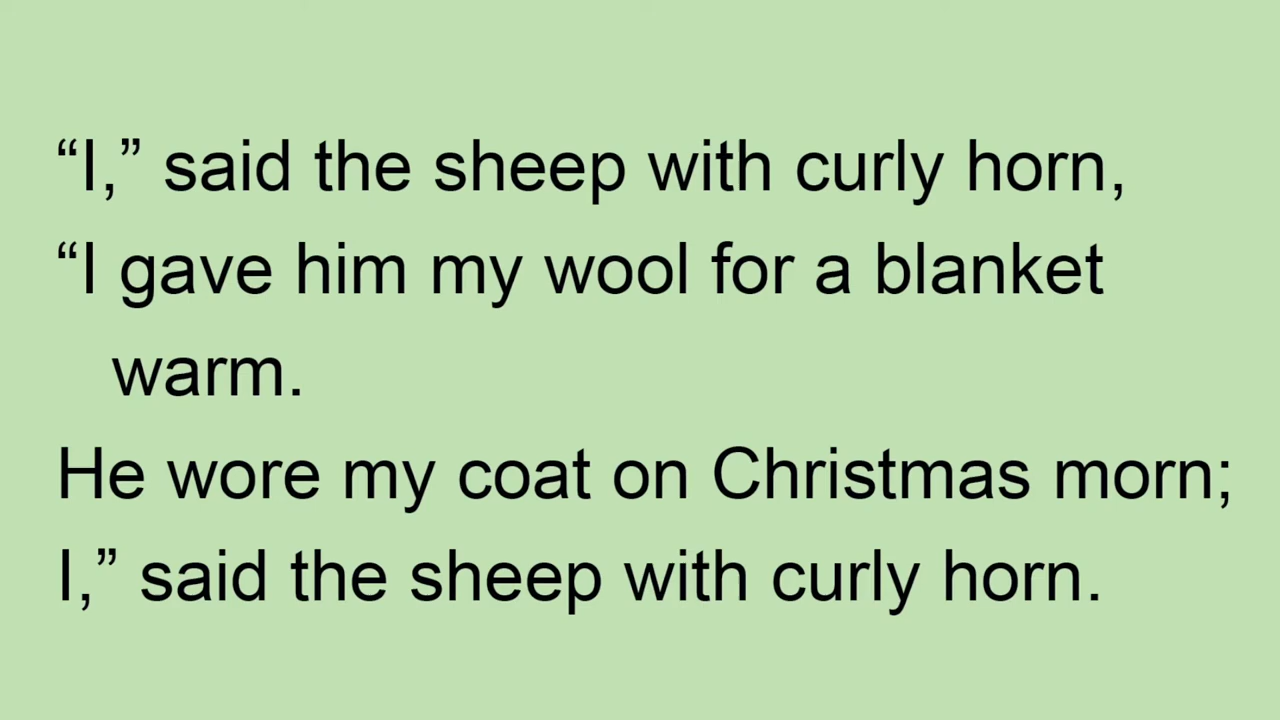 “I,” said the sheep with curly horn,
“I gave him my wool for a blanket
warm.
He wore my coat on Christmas morn;
I,” said the sheep with curly horn.